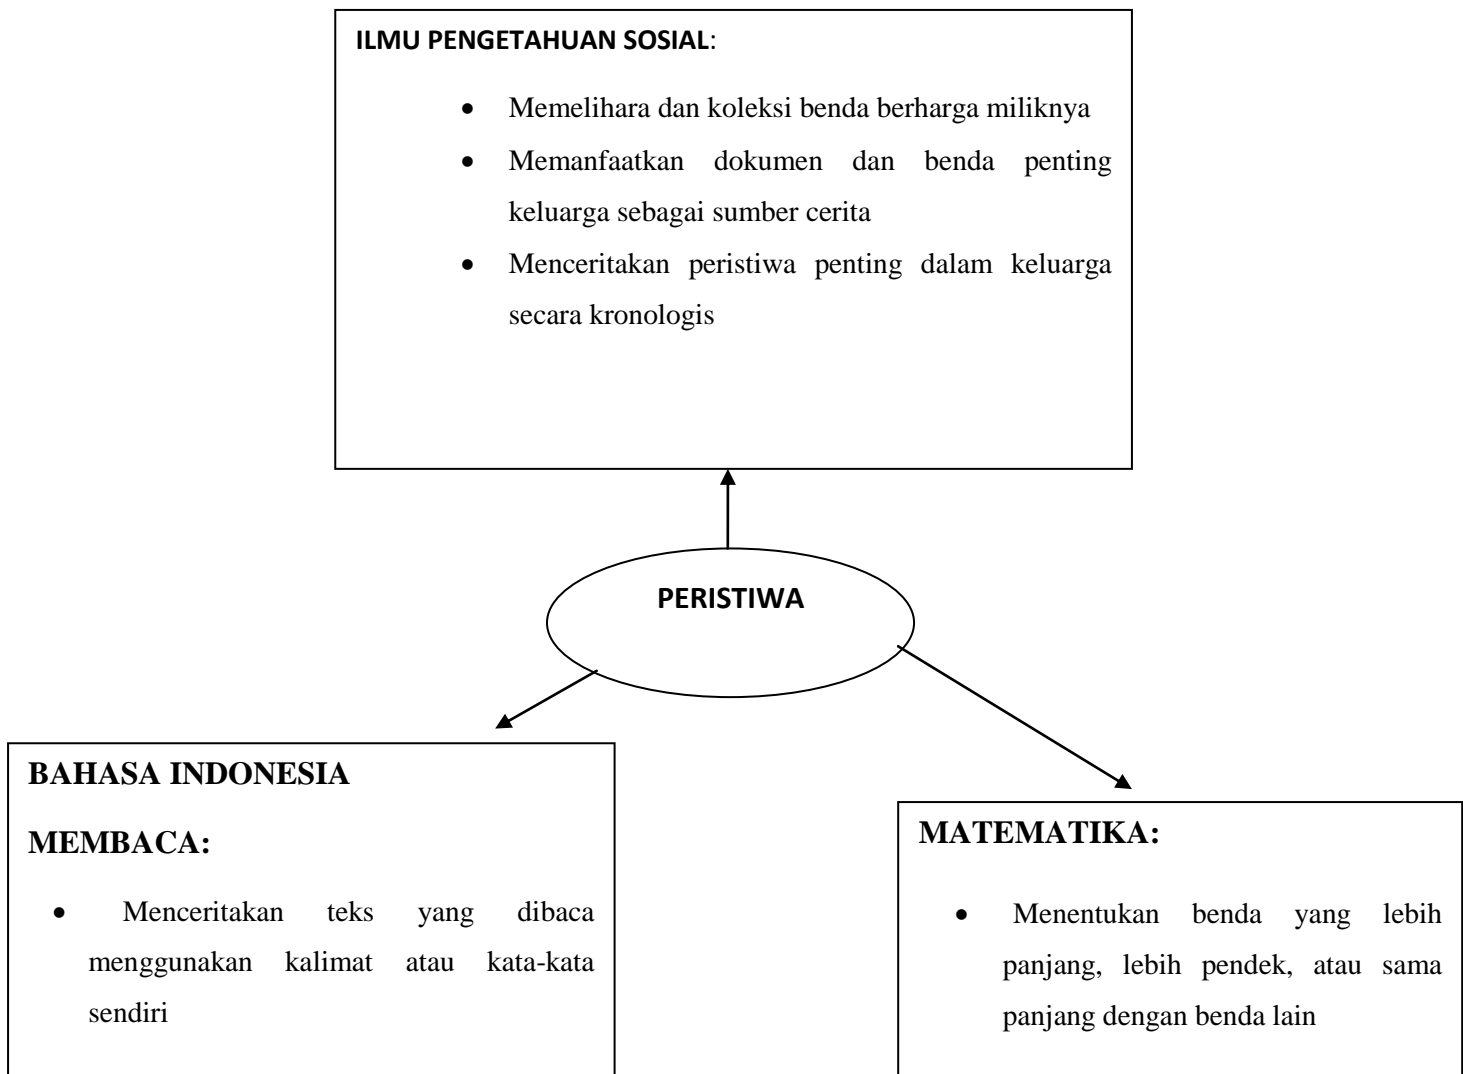 ILMU PENGETAHUAN SOSIAL:
• Memelihara dan koleksi benda berharga miliknya
• Memanfaatkan dokumen dan benda penting
keluarga sebagai sumber cerita
• Menceritakan peristiwa penting dalam keluarga
secara kronologis
PERISTIWA
BAHASA INDONESIA
MEMBACA:
• Menceritakan teks yang dibaca
menggunakan kalimat atau kata-kata
sendiri
MATEMATIKA:
• Menentukan benda yang lebih
panjang, lebih pendek, atau sama
panjang dengan benda lain